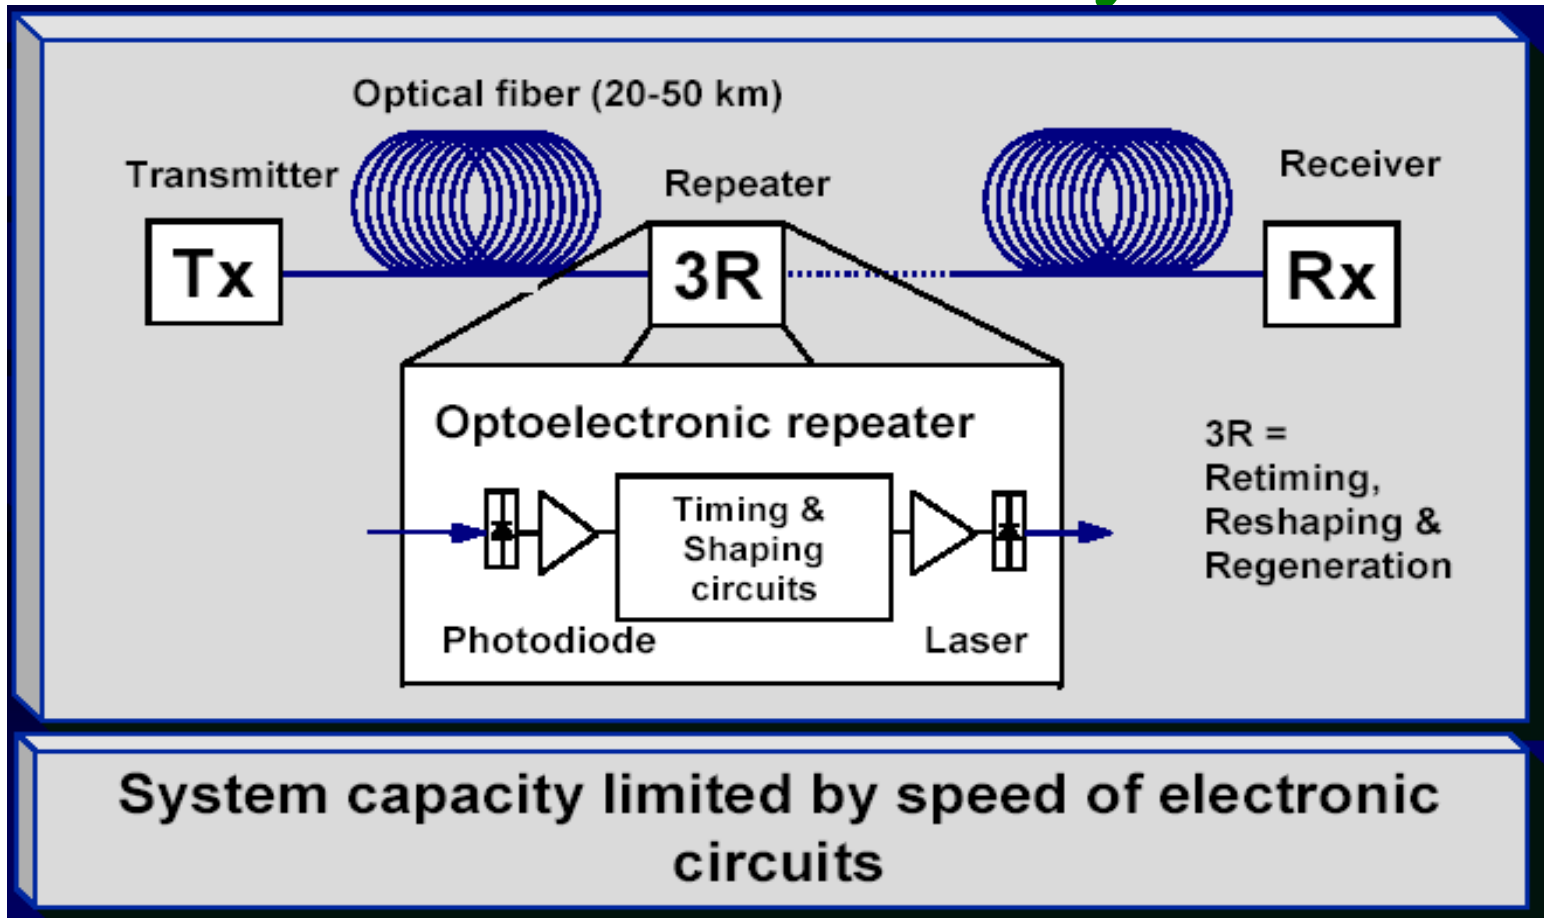 Optical fiber (20-50 km)
Transmitter
Repeater
Receiver
Tx
3R
Rx
Optoelectronic repeater
Timing &
Shaping
circuits
Photodiode
Laser
3R =
Retiming,
Reshaping &
Regeneration
System capacity limited by speed of electronic
circuits